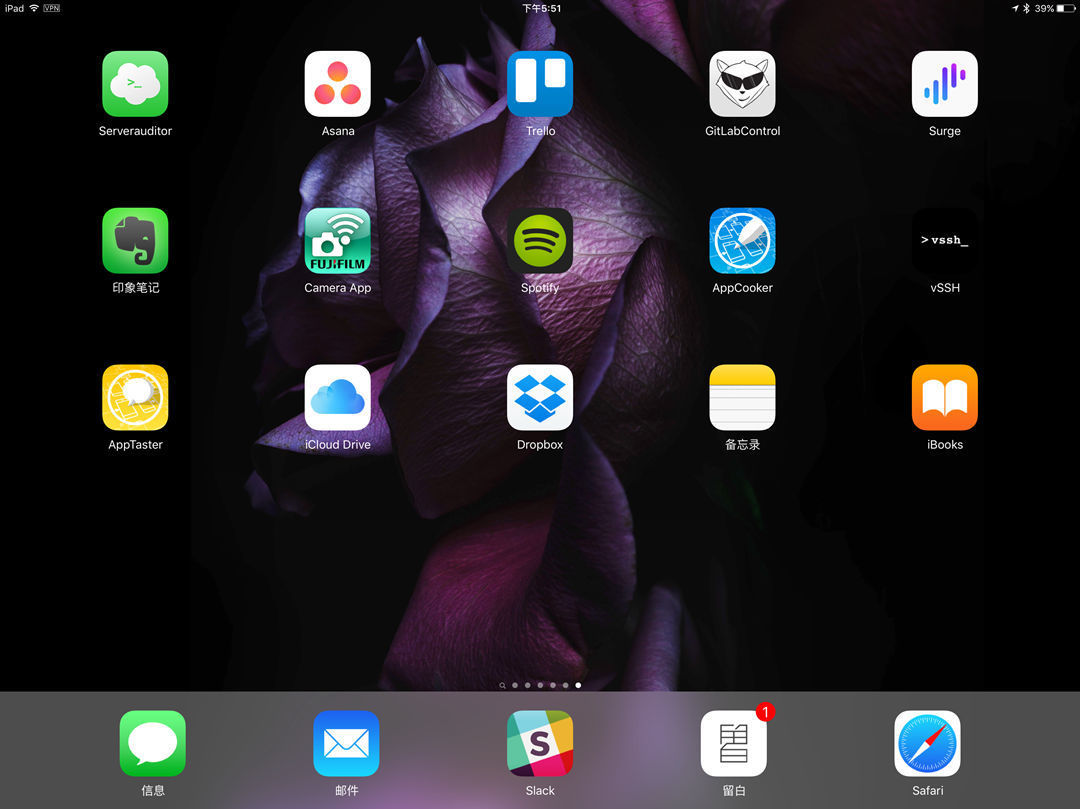 iPad VPN 下午5:51 39%
Serverauditor Asana Trello GitLabControl Surge
FUJIFILM >vssh_
印象笔记 Camera App Spotify AppCooker vSSH
AppTaster iCloud Drive Dropbox 备忘录 iBooks
S 留白 1
信息 邮件 Slack 留白 Safari